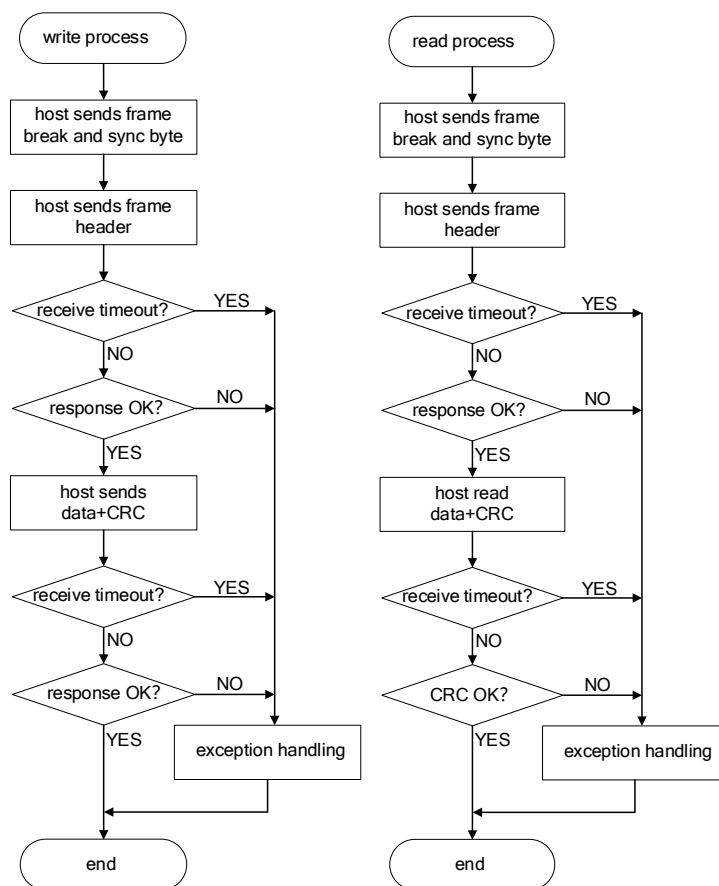 write process
host sends frame
break and sync byte
host sends frame
header
receive timeout?
YES
NO
response OK?
NO
YES
host sends
data+CRC
receive timeout?
YES
NO
response OK?
NO
YES
exception handling
end
read process
host sends frame
break and sync byte
host sends frame
header
receive timeout?
YES
NO
response OK?
NO
YES
host read
data+CRC
receive timeout?
YES
NO
CRC OK?
NO
YES
exception handling
end